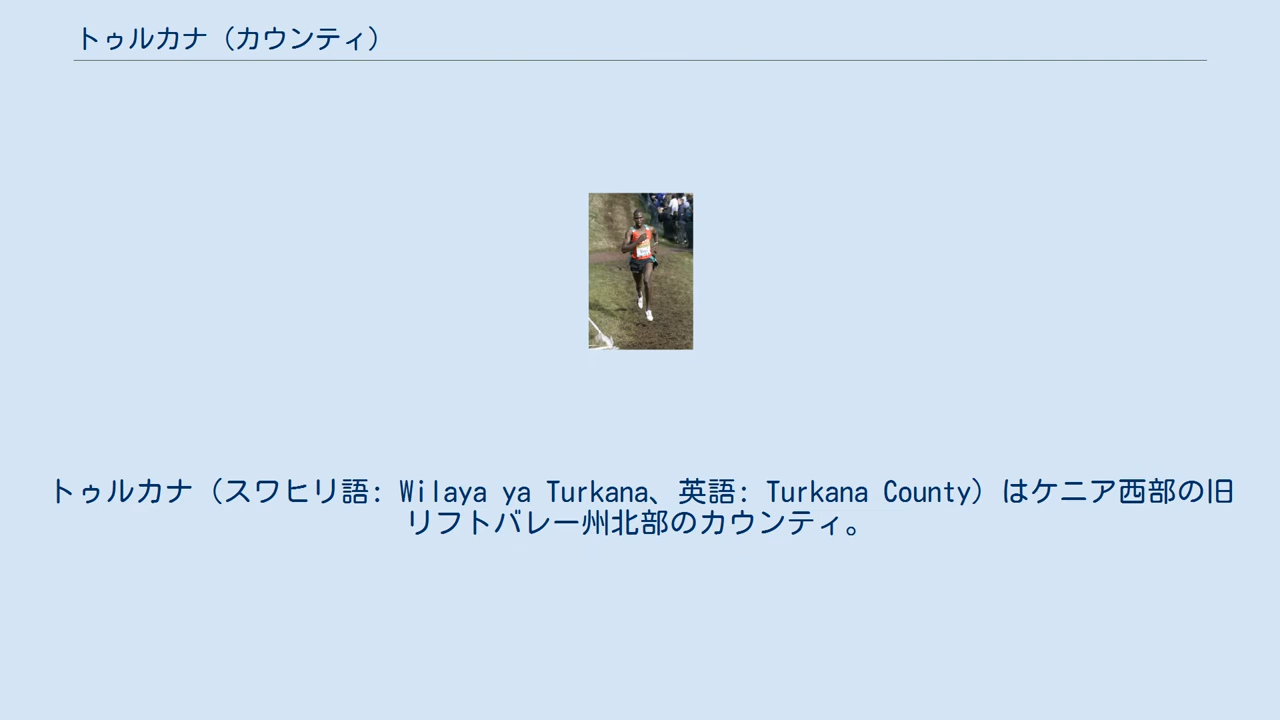 トゥルカナ（カウンティ）
トゥルカナ（スワヒリ語: Wilaya ya Turkana、英語: Turkana County）はケニア西部の旧
リフトバレー州北部のカウンティ。